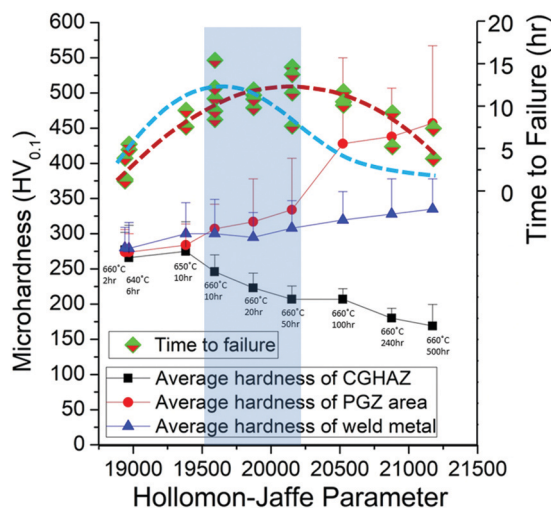 600
550
500
450
400
350
300
250
200
150
100
50
0
Microhardness (HV0.1)
20
15
10
5
0
Time to Failure (hr)
660°C
2hr
640°C
6hr
650°C
10hr
660°C
10hr
660°C
20hr
660°C
50hr
660°C
100hr
660°C
240hr
660°C
500hr
Time to failure
Average hardness of CGHAZ
Average hardness of PGZ area
Average hardness of weld metal
19000 19500 20000 20500 21000 21500
Hollomon-Jaffe Parameter